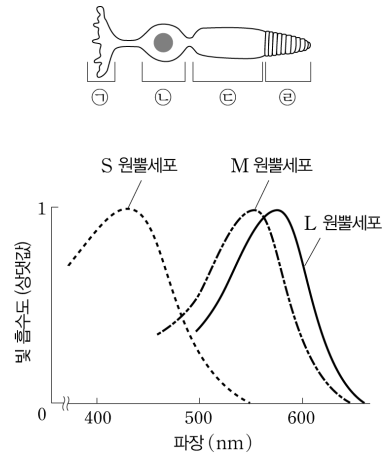 ㉠ ㉡ ㉢ ㉣
S 원뿔세포 M 원뿔세포
L 원뿔세포
1
빛 흡수도 (상댓값)
0
400 500 600
파장 (nm)